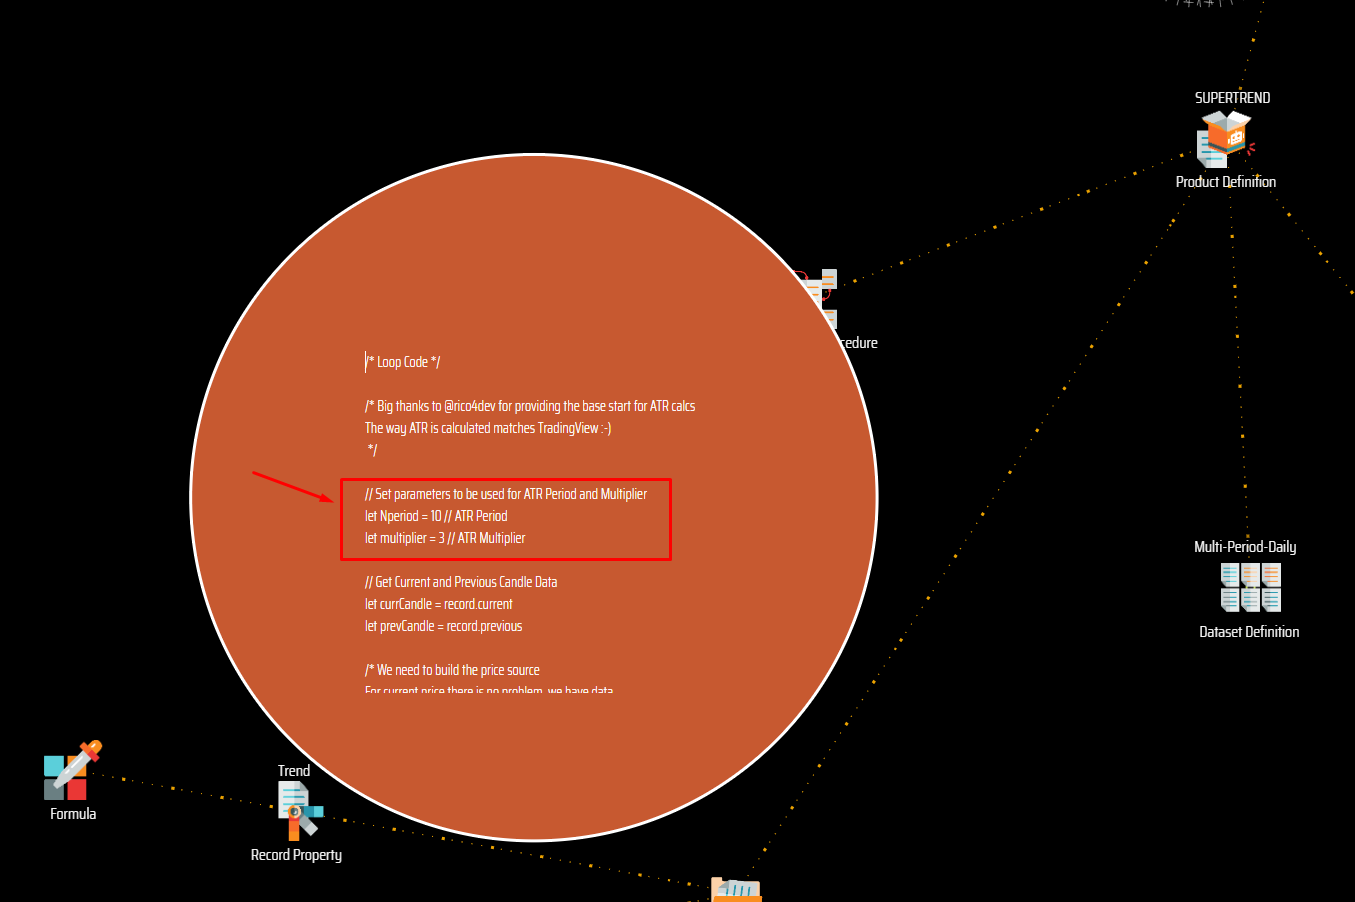 SUPERTREND
Product Definition
cedure
/* Loop Code */
/* Big thanks to @rico4dev for providing the base start for ATR calcs
The way ATR is calculated matches TradingView :-)
*/
// Set parameters to be used for ATR Period and Multiplier
let Nperiod = 10 // ATR Period
let multiplier = 3 // ATR Multiplier
// Get Current and Previous Candle Data
let currCandle = record.current
let prevCandle = record.previous
/* We need to build the price source
For current price there is no problem, we have data
Multi-Period-Daily
Dataset Definition
Trend
Record Property
Formula